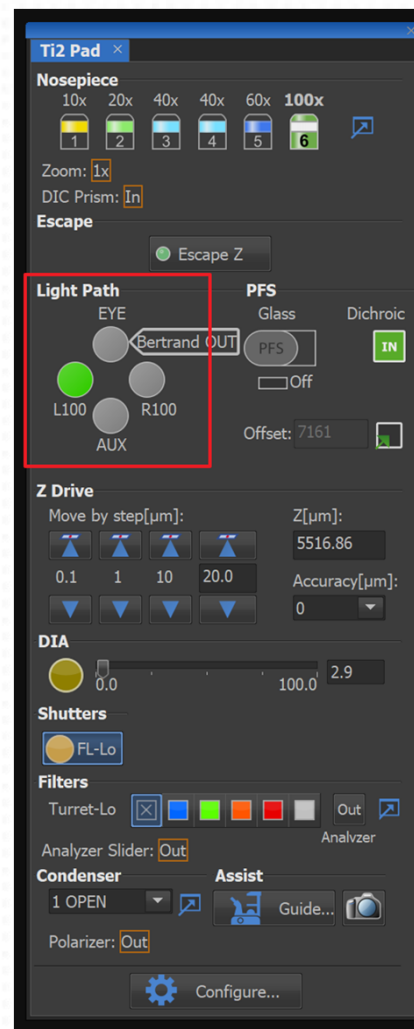 Ti2 Pad ×
Nosepiece
10x 20x 40x 40x 60x 100x
1 2 3 4 5 6
Zoom: 1x
DIC Prism: In
Escape
Escape Z
Light Path PFS
EYE Glass Dichroic
Bertrand OUT PFS IN
Off
L100 R100
AUX Offset: 7161
Z Drive
Move by step[µm]: Z[µm]:
5516.86
0.1 1 10 20.0 Accuracy[µm]:
0
DIA
0.0 100.0 2.9
Shutters
FL-Lo
Filters
Turret-Lo Out
Analyzer
Analyzer Slider: Out
Condenser Assist
1 OPEN Guide...
Polarizer: Out
Configure...